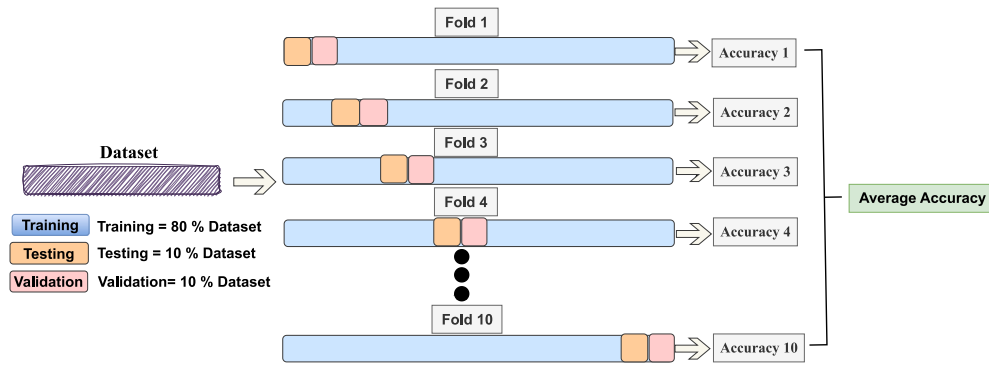 Fold 1
Accuracy 1
Fold 2
Accuracy 2
Fold 3
Dataset
Accuracy 3
Fold 4
Average Accuracy
Training Training = 80 % Dataset
Accuracy 4
Testing Testing = 10 % Dataset
Validation Validation= 10 % Dataset
Fold 10
Accuracy 10